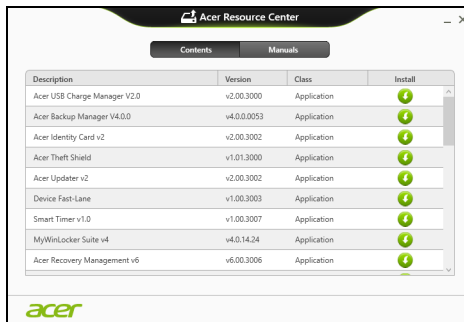 Acer Resource Center
Contents Manuals
Description Version Class Install
Acer USB Charge Manager V2.0 v2.00.3000 Application
Acer Backup Manager V4.0.0 v4.0.0.0053 Application
Acer Identity Card v2 v2.00.3002 Application
Acer Theft Shield v1.01.3000 Application
Acer Updater v2 v2.00.3002 Application
Device Fast-Lane v1.00.3003 Application
Smart Timer v1.0 v1.00.3007 Application
MyWinLocker Suite v4 v4.0.14.24 Application
Acer Recovery Management v6 v6.00.3006 Application
acer